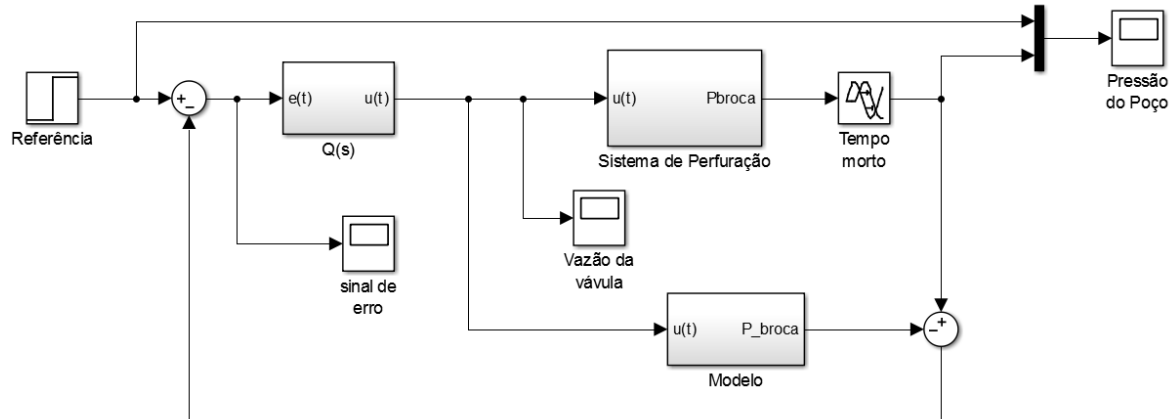 Pressão
do Poço
Referência
+
−
e(t)
u(t)
Q(s)
u(t)
Pbroca
Sistema de Perfuração
Tempo
morto
sinal de
erro
Vazão da
vávula
u(t)
P_broca
Modelo
+
−